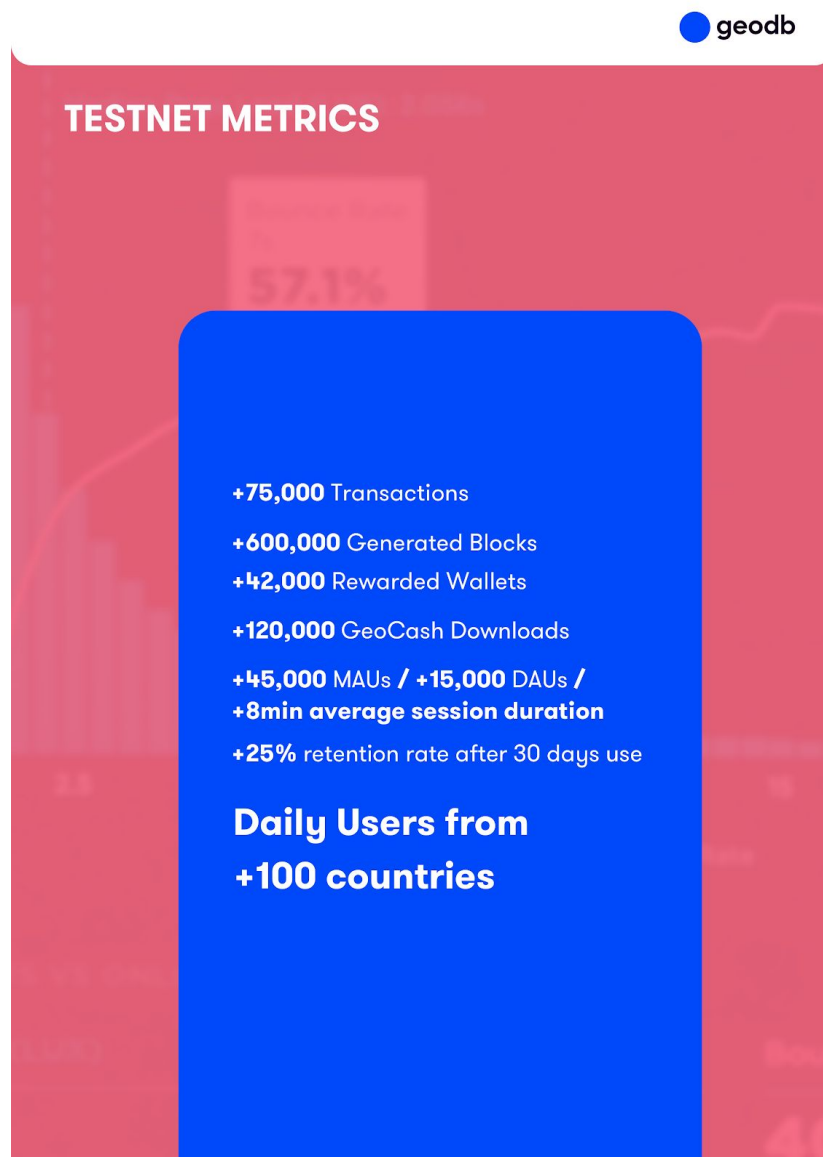 geodb
TESTNET METRICS
Bounce Rate
57.1%
+75,000 Transactions
+600,000 Generated Blocks
+42,000 Rewarded Wallets
+120,000 GeoCash Downloads
+45,000 MAUs / +15,000 DAUs /
+8min average session duration
+25% retention rate after 30 days use
Daily Users from
+100 countries